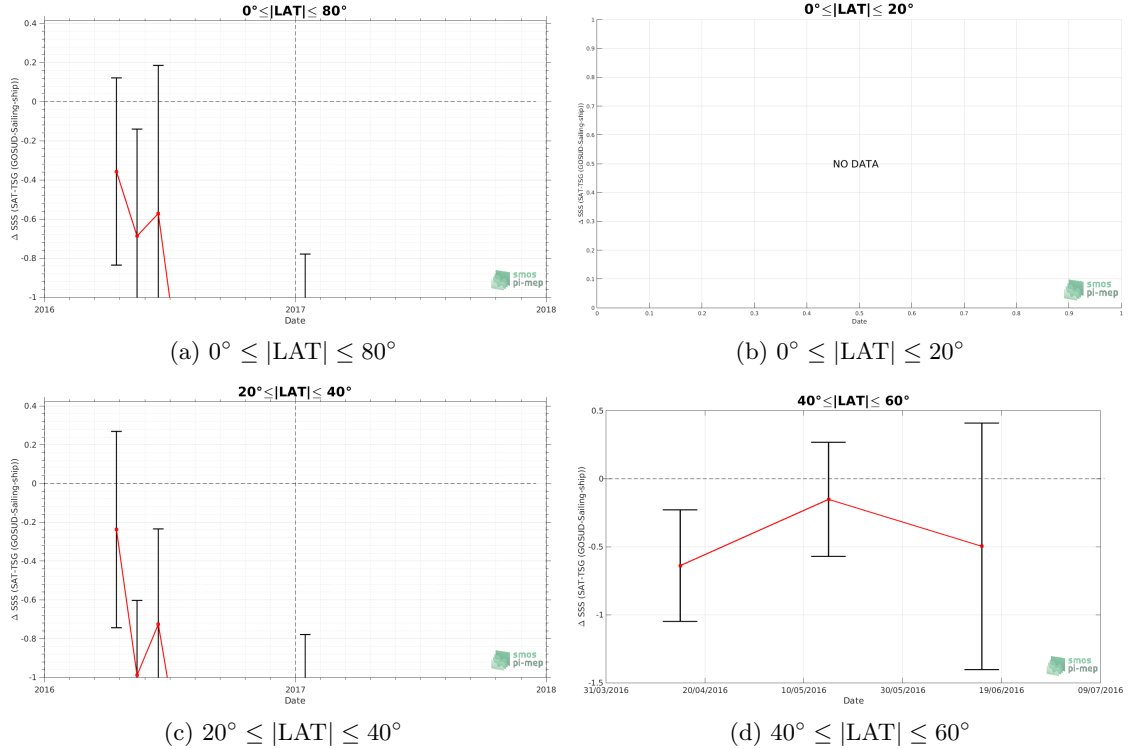 0°≤|LAT|≤ 80°
Δ SSS (SAT-TSG (GOSUD-Sailing-ship))
0.4
0.2
0
-0.2
-0.4
-0.6
-0.8
-1
2016
2017
2018
Date
smos
pi-mep
(a) 0° ≤ |LAT| ≤ 80°
0°≤|LAT|≤ 20°
Δ SSS (SAT-TSG (GOSUD-Sailing-ship))
1
0.9
0.8
0.7
0.6
0.5
0.4
0.3
0.2
0.1
0
NO DATA
0 0.1 0.2 0.3 0.4 0.5 0.6 0.7 0.8 0.9 1
Date
smos
pi-mep
(b) 0° ≤ |LAT| ≤ 20°
20°≤|LAT|≤ 40°
Δ SSS (SAT-TSG (GOSUD-Sailing-ship))
0.4
0.2
0
-0.2
-0.4
-0.6
-0.8
-1
2016
2017
2018
Date
smos
pi-mep
(c) 20° ≤ |LAT| ≤ 40°
40°≤|LAT|≤ 60°
Δ SSS (SAT-TSG (GOSUD-Sailing-ship))
0.5
0
-0.5
-1
-1.5
31/03/2016 20/04/2016 10/05/2016 30/05/2016 19/06/2016 09/07/2016
Date
smos
pi-mep
(d) 40° ≤ |LAT| ≤ 60°